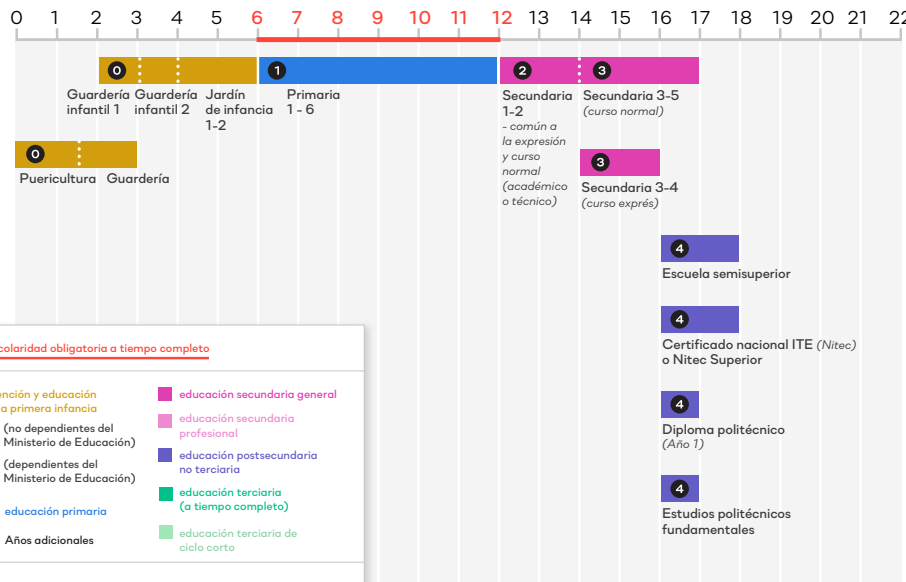 0 1 2 3 4 5 6 7 8 9 10 11 12 13 14 15 16 17 18 19 20 21 22
0
1
2
3
Guardería
infantil 1
Guardería
infantil 2
Jardín
de infancia
1-2
Primaria
1 - 6
Secundaria
1-2
- común a
la expresión
y curso
normal
(académico
o técnico)
Secundaria 3-5
(curso normal)
0
Puericultura Guardería
3
Secundaria 3-4
(curso exprés)
4
Escuela semisuperior
4
Certificado nacional ITE (Nitec)
o Nitec Superior
4
Diploma politécnico
(Año 1)
4
Estudios politécnicos
fundamentales
colaridad obligatoria a tiempo completo
ención y educación
a primera infancia
(no dependientes del
Ministerio de Educación)
(dependientes del
Ministerio de Educación)
educación primaria
Años adicionales
educación secundaria general
educación secundaria
profesional
educación postsecundaria
no terciaria
educación terciaria
(a tiempo completo)
educación terciaria de
ciclo corto